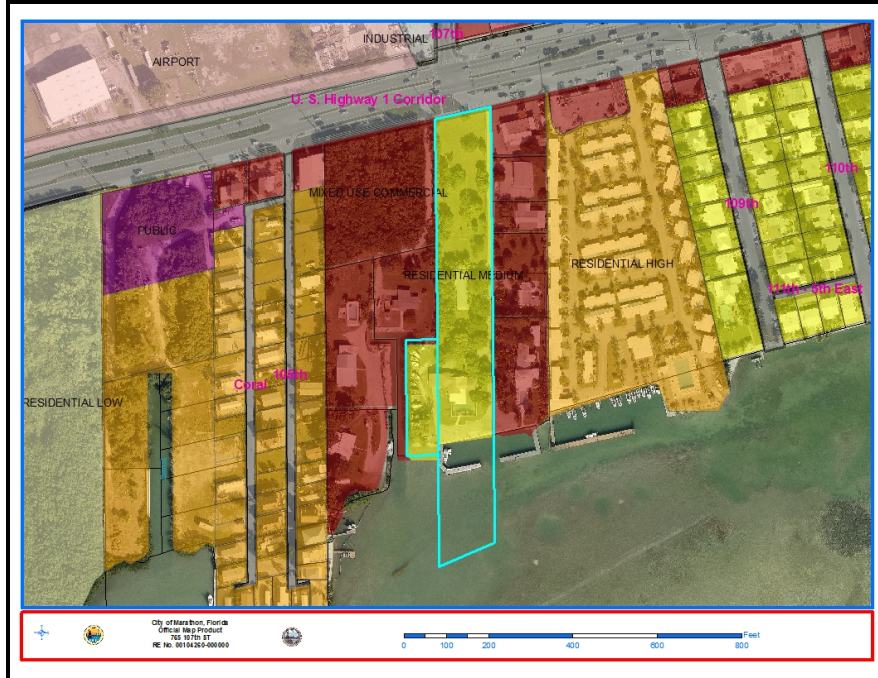 107th
INDUSTRIAL
AIRPORT
U. S. Highway 1 Corridor
110th
MIXED USE COMMERCIAL
109th
PUBLIC
RESIDENTIAL HIGH
RESIDENTIAL MEDIUM
111th - 5th East
105th
Coral
RESIDENTIAL LOW
City of Marathon, Florida
Official Map Product
765 107th ST
RE No. 00104260-000000
Feet
0 100 200 400 600 800